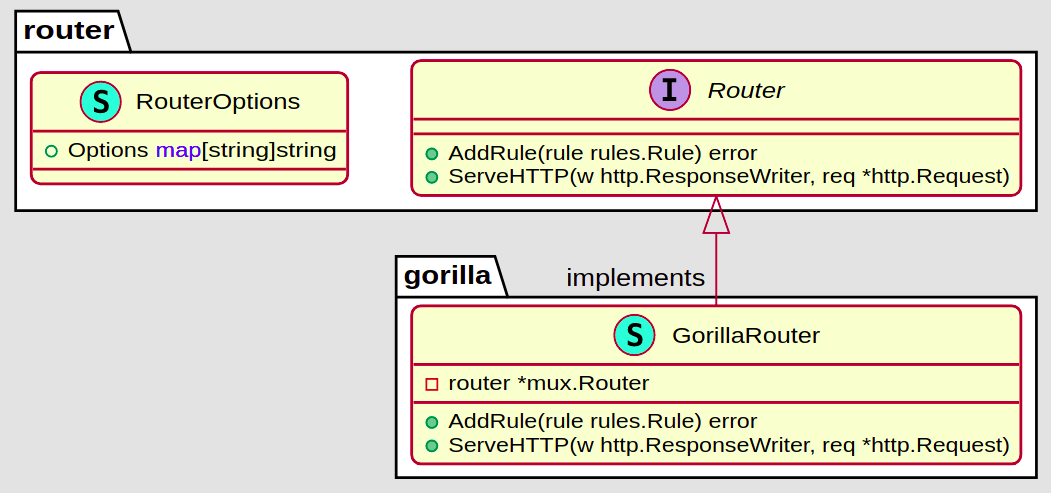 router
S RouterOptions
Options map[string]string
I Router
AddRule(rule rules.Rule) error
ServeHTTP(w http.ResponseWriter, req *http.Request)
implements
gorilla
S GorillaRouter
router *mux.Router
AddRule(rule rules.Rule) error
ServeHTTP(w http.ResponseWriter, req *http.Request)